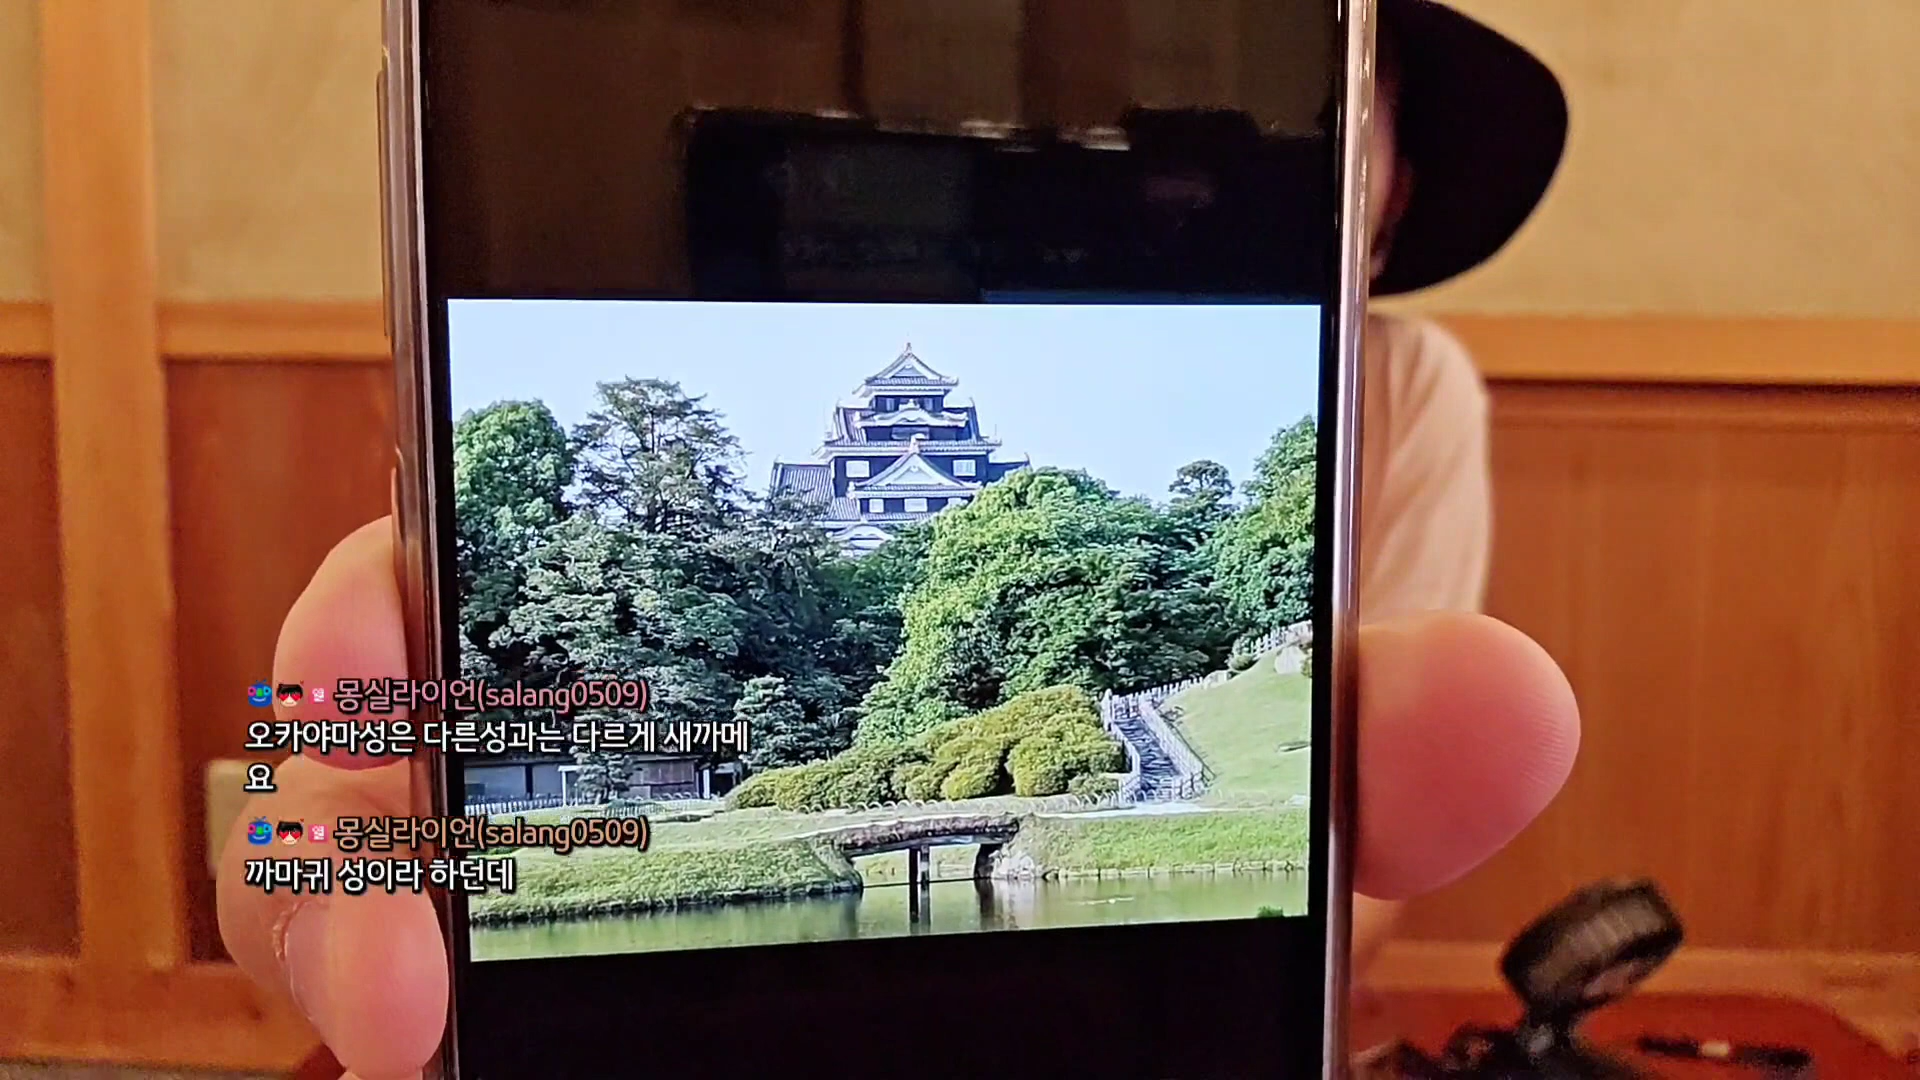 열 몽실라이언(salang0509)
오카야마성은 다른성과는 다르게 새까메
요
열 몽실라이언(salang0509)
까마귀 성이라 하던데